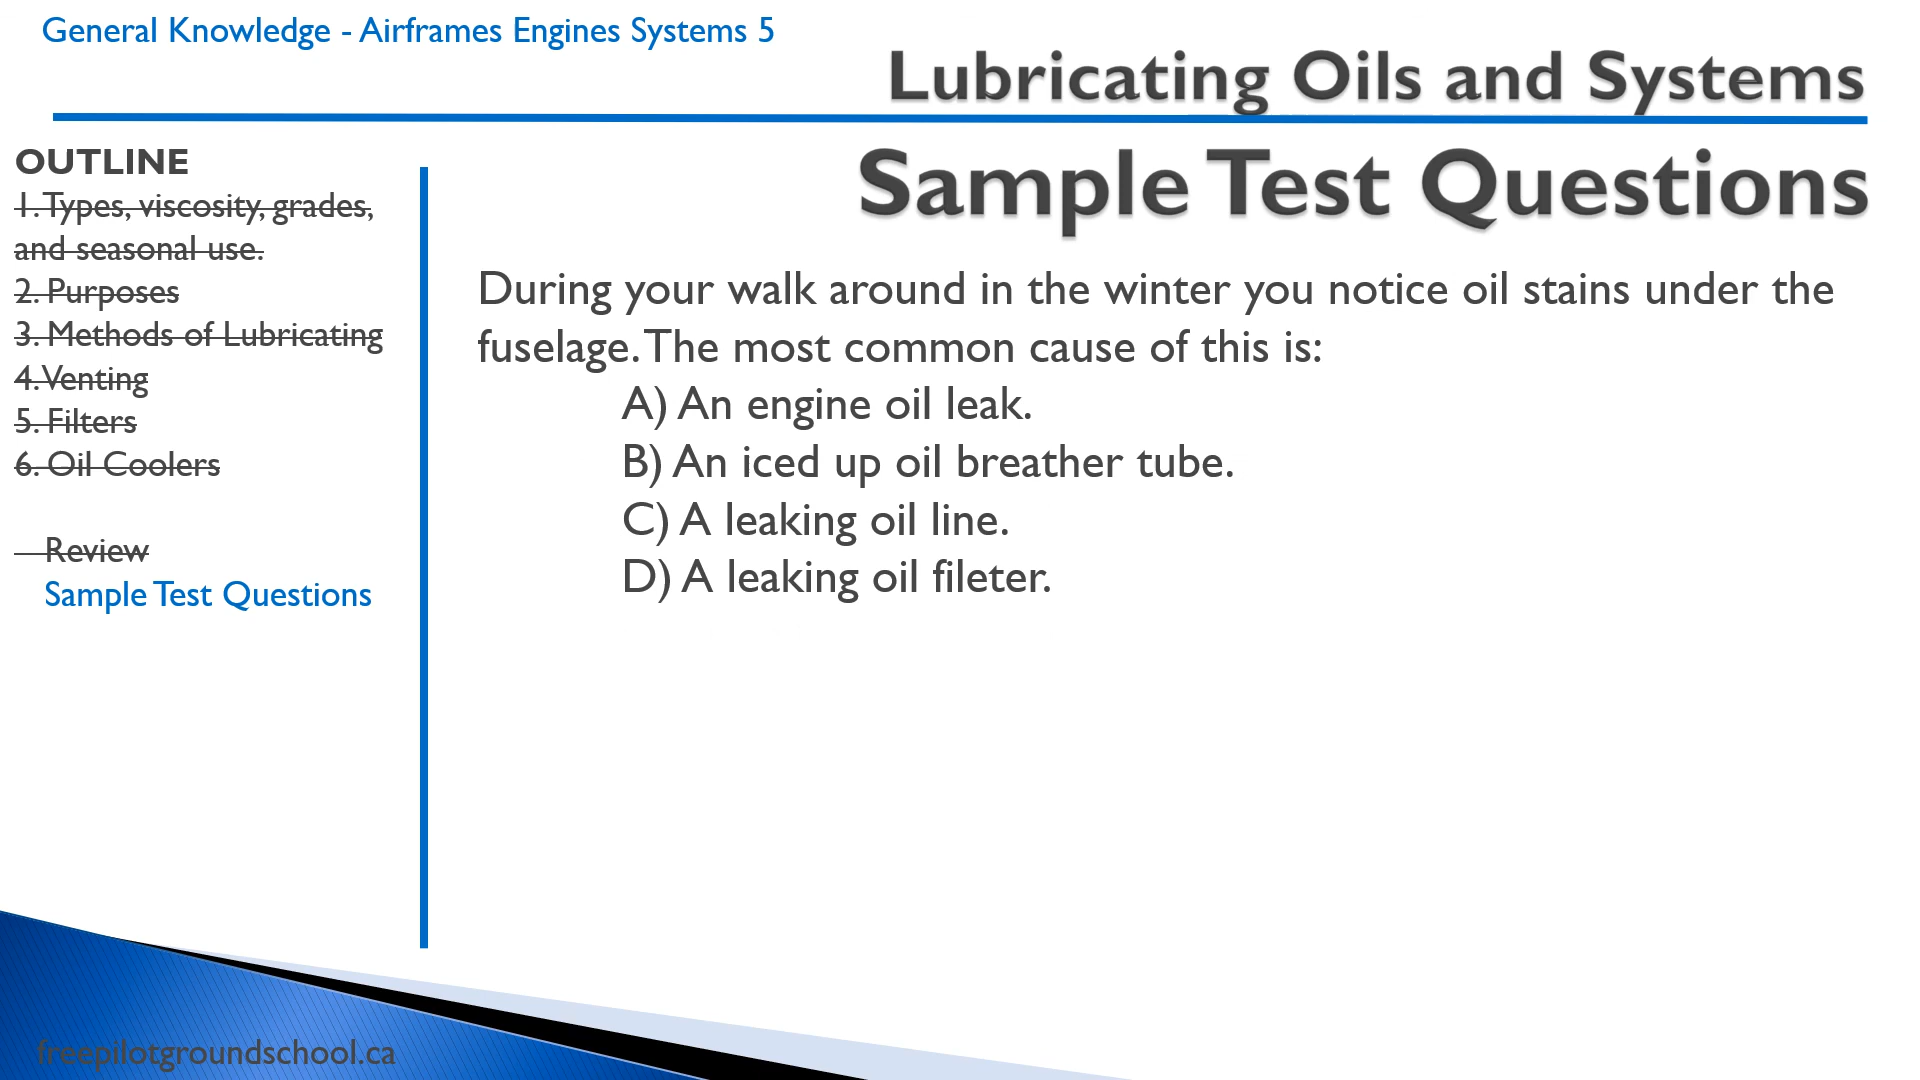 General Knowledge - Airframes Engines Systems 5
Lubricating Oils and Systems
OUTLINE
1. Types, viscosity, grades,
and seasonal use.
2. Purposes
3. Methods of Lubricating
4. Venting
5. Filters
6. Oil Coolers
Review
Sample Test Questions
Sample Test Questions
During your walk around in the winter you notice oil stains under the
fuselage. The most common cause of this is:
A) An engine oil leak.
B) An iced up oil breather tube.
C) A leaking oil line.
D) A leaking oil fileter.
freepilotgroundschool.ca